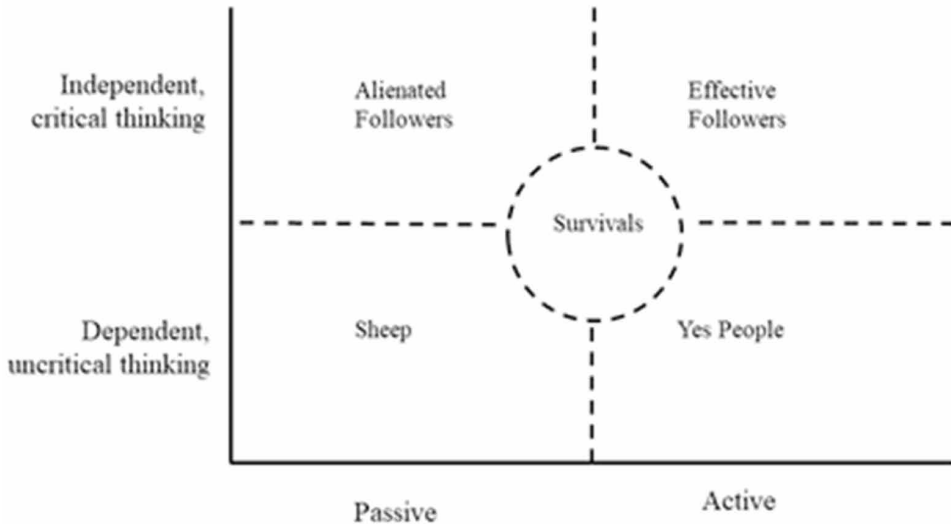 Independent,
critical thinking
Alienated
Followers
Effective
Followers
Survivals
Dependent,
uncritical thinking
Sheep
Yes People
Passive
Active